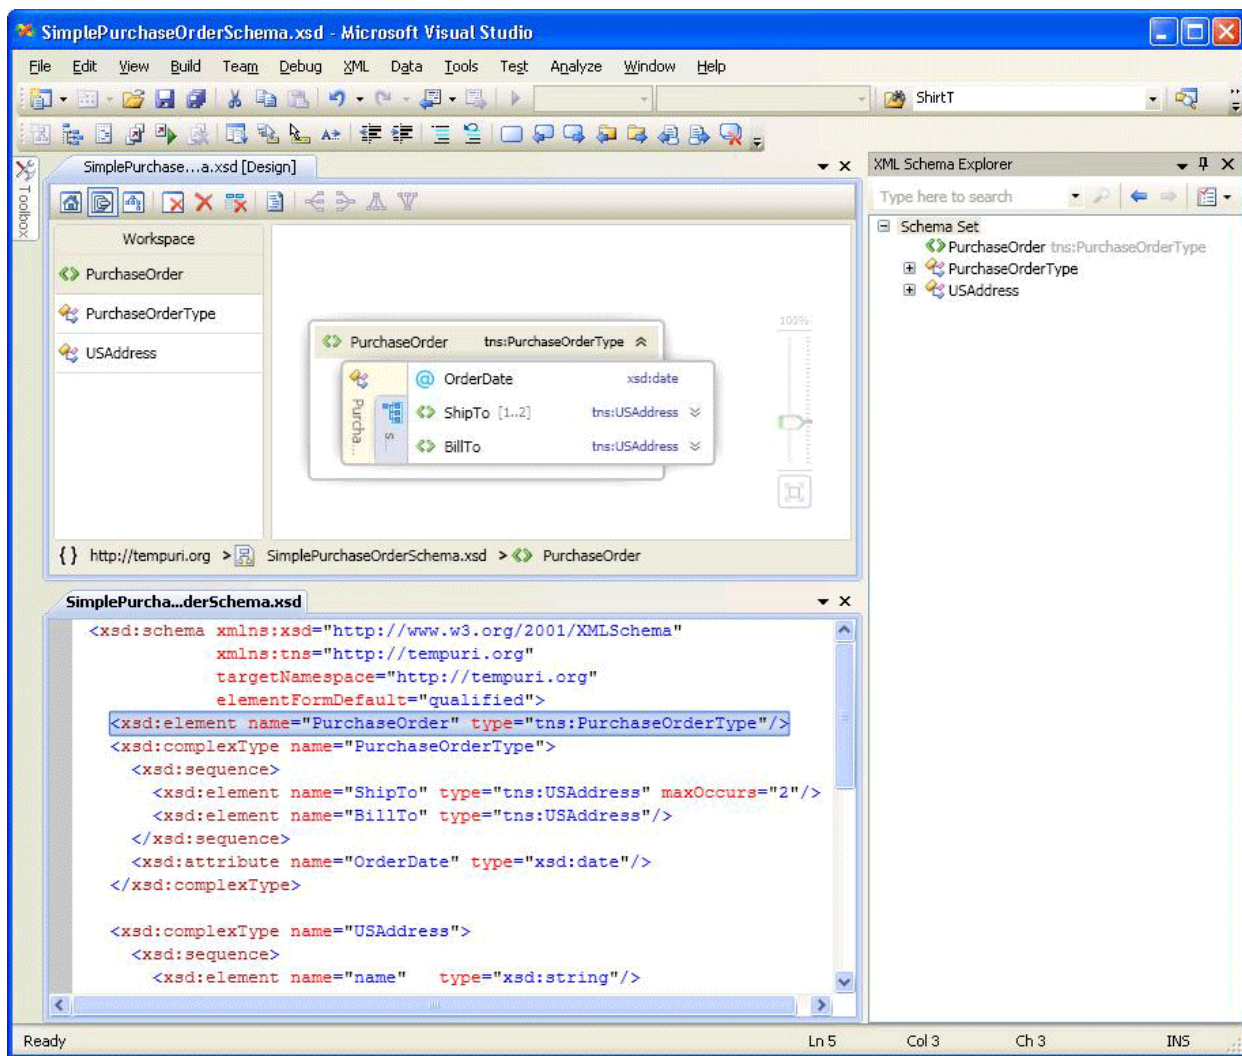 SimplePurchaseOrderSchema.xsd - Microsoft Visual Studio
File Edit View Build Team Debug XML Data Tools Test Analyze Window Help
ShirtT
Toolbox
SimplePurchase...a.xsd [Design]
Workspace
PurchaseOrder
PurchaseOrderType
USAddress
PurchaseOrder tns:PurchaseOrderType
Purcha...
s...
@ OrderDate xsd:date
ShipTo [1..2] tns:USAddress
BillTo tns:USAddress
100%
{ } http://tempuri.org > SimplePurchaseOrderSchema.xsd > PurchaseOrder
SimplePurcha...derSchema.xsd
<xsd:schema xmlns:xsd="http://www.w3.org/2001/XMLSchema"
xmlns:tns="http://tempuri.org"
targetNamespace="http://tempuri.org"
elementFormDefault="qualified">
<xsd:element name="PurchaseOrder" type="tns:PurchaseOrderType"/>
<xsd:complexType name="PurchaseOrderType">
<xsd:sequence>
<xsd:element name="ShipTo" type="tns:USAddress" maxOccurs="2"/>
<xsd:element name="BillTo" type="tns:USAddress"/>
</xsd:sequence>
<xsd:attribute name="OrderDate" type="xsd:date"/>
</xsd:complexType>
<xsd:complexType name="USAddress">
<xsd:sequence>
<xsd:element name="name" type="xsd:string"/>
XML Schema Explorer
Type here to search
Schema Set
PurchaseOrder tns:PurchaseOrderType
PurchaseOrderType
USAddress
Ready Ln 5 Col 3 Ch 3 INS